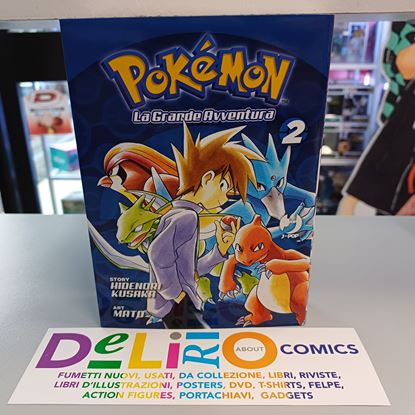 POKéMON
La Grande Avventura
2
J-POP
STORY
HIDENORI
KUSAKA
ART
MATO
DeLiRiO ABOUT COMICS
FUMETTI NUOVI, USATI, DA COLLEZIONE, LIBRI, RIVISTE,
LIBRI D'ILLUSTRAZIONI, POSTERS, DVD, T-SHIRTS, FELPE,
ACTION FIGURES, PORTACHIAVI, GADGETS